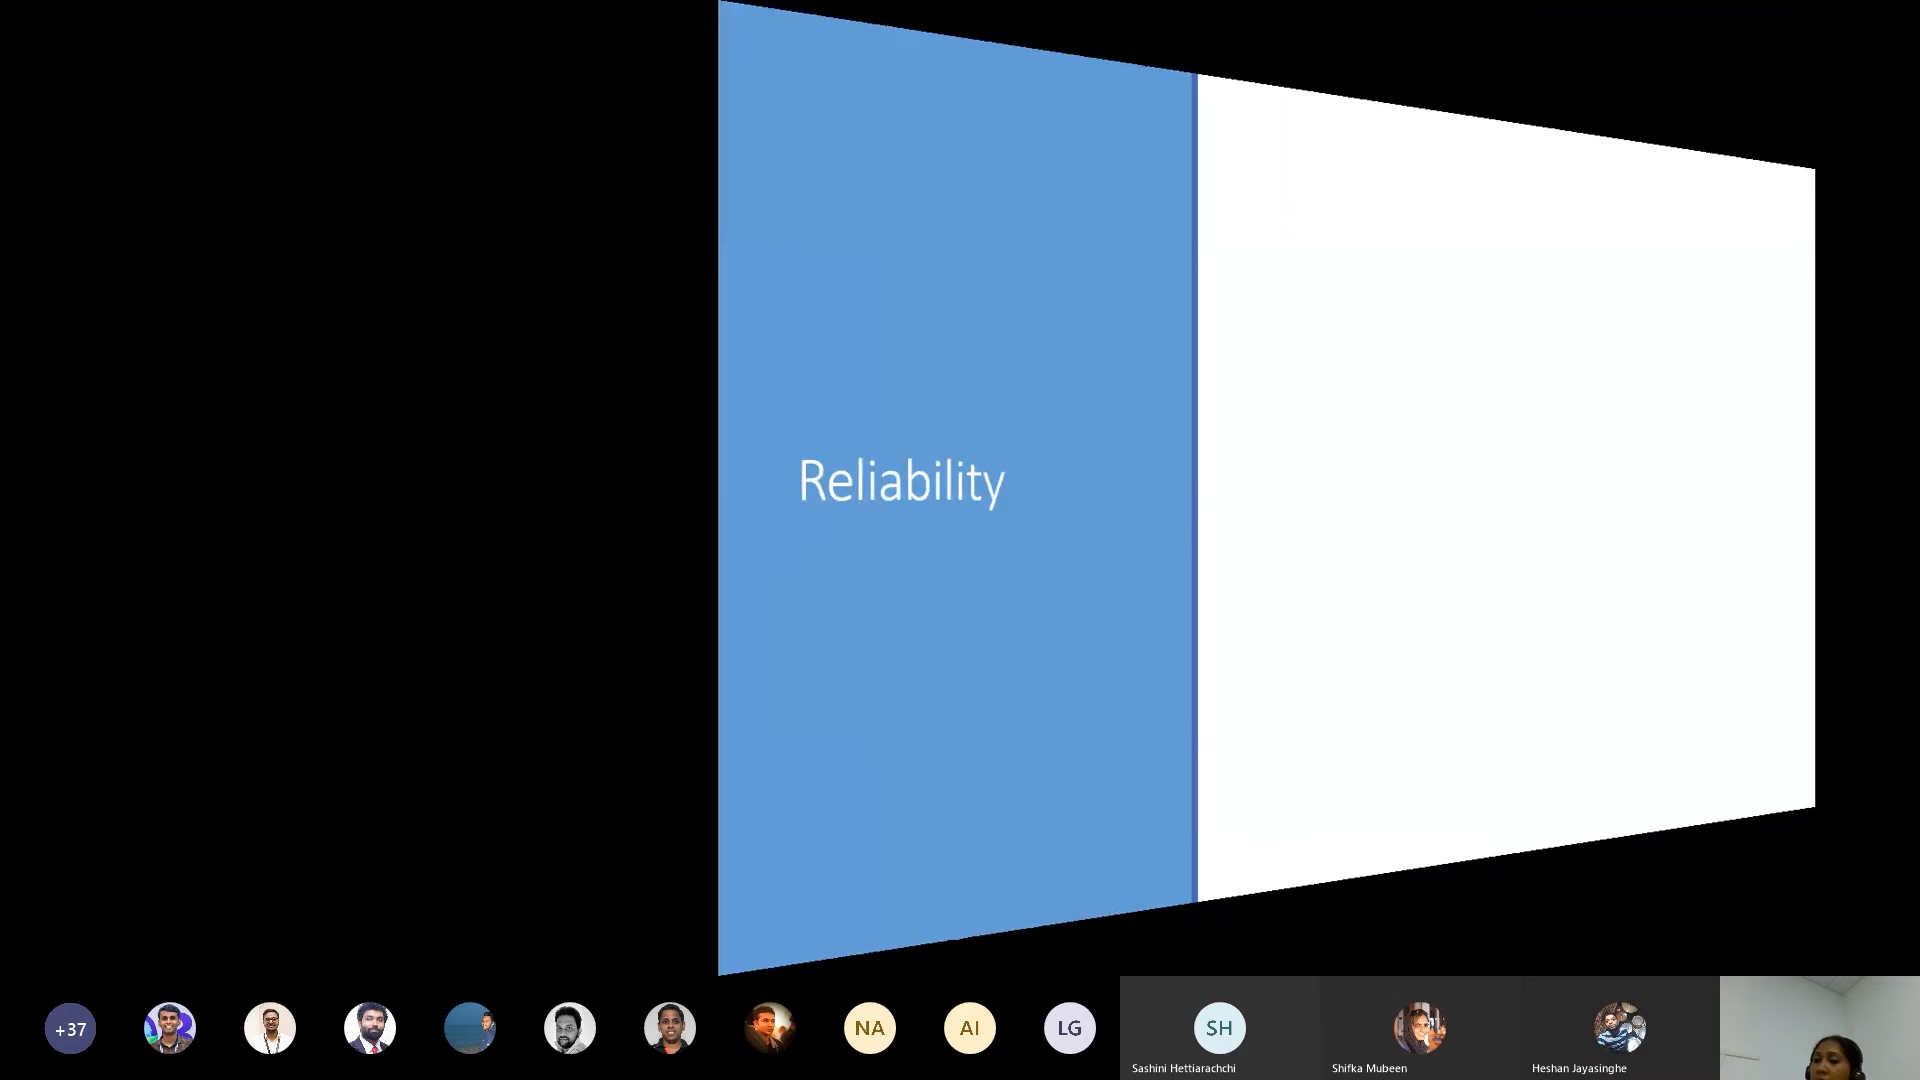 Reliability
+37
NA
AI
LG
SH
Sashini Hettiarachchi
Shifka Mubeen
Heshan Jayasinghe